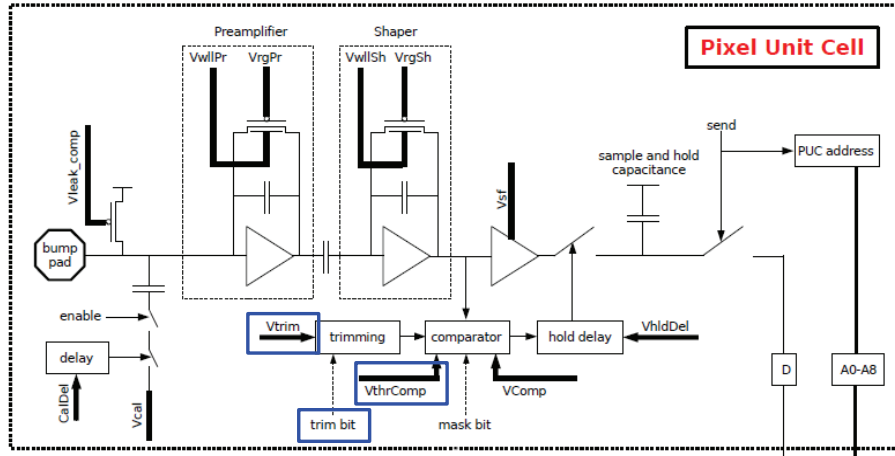 Preamplifier
Shaper
Pixel Unit Cell
VwllPr
VrgPr
VwllSh
VrgSh
send
PUC address
sample and hold
capacitance
Vleak_comp
Vsf
bump
pad
enable
Vtrim
trimming
comparator
hold delay
VhldDel
delay
D
A0-A8
VthrComp
VComp
CalDel
Vcal
trim bit
mask bit